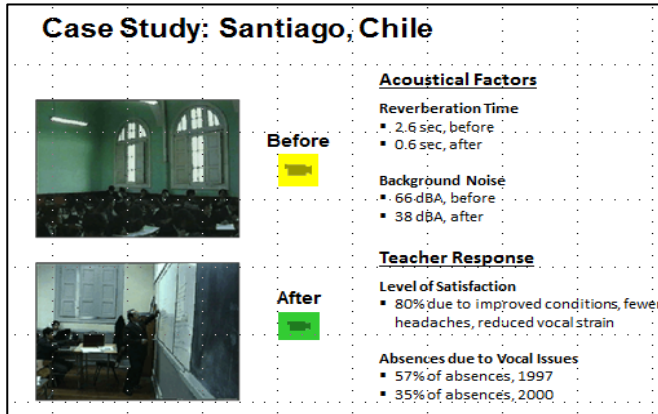 Case Study: Santiago, Chile
Before
After
Acoustical Factors
Reverberation Time
▪ 2.6 sec, before
▪ 0.6 sec, after
Background Noise
▪ 66 dBA, before
▪ 38 dBA, after
Teacher Response
Level of Satisfaction
▪ 80% due to improved conditions, fewer
headaches, reduced vocal strain
Absences due to Vocal Issues
▪ 57% of absences, 1997
▪ 35% of absences, 2000